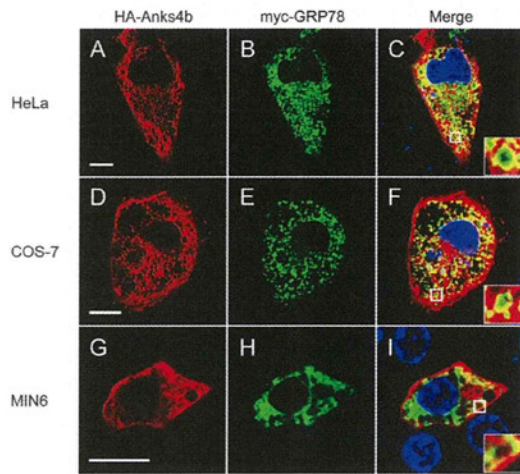 HA-Anks4b myc-GRP78 Merge
HeLa A B C
COS-7 D E F
MIN6 G H I